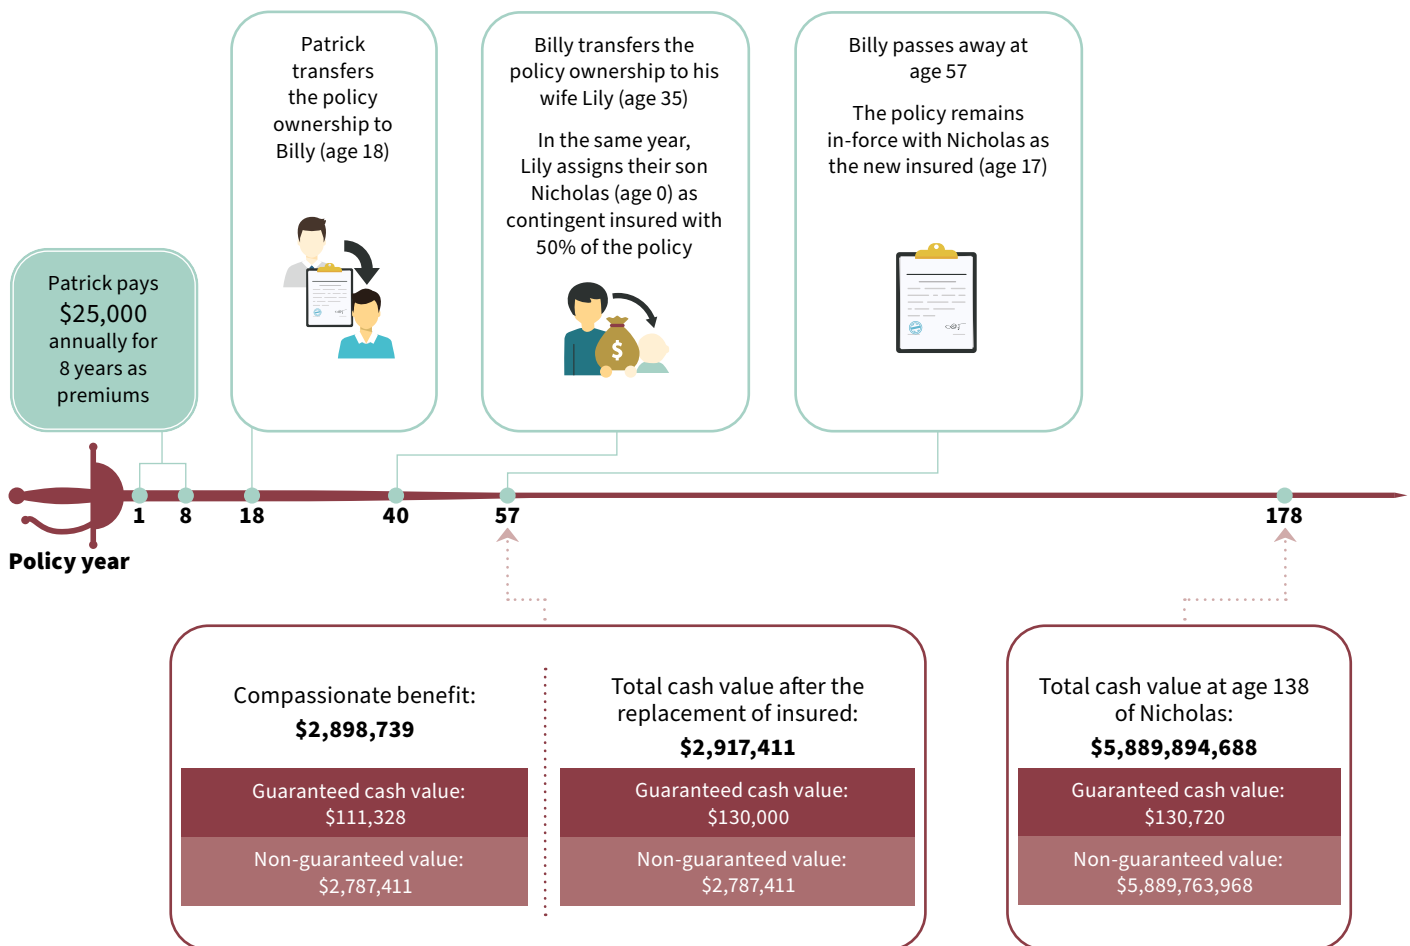 Patrick
transfers
the policy
ownership to
Billy (age 18)
Billy transfers the
policy ownership to his
wife Lily (age 35)
In the same year,
Lily assigns their son
Nicholas (age 0) as
contingent insured with
50% of the policy
$
Billy passes away at
age 57
The policy remains
in-force with Nicholas as
the new insured (age 17)
Patrick pays
$25,000
annually for
8 years as
premiums
1 8 18 40 57 178
Policy year
Compassionate benefit:
$2,898,739
Guaranteed cash value:
$111,328
Non-guaranteed value:
$2,787,411
Total cash value after the
replacement of insured:
$2,917,411
Guaranteed cash value:
$130,000
Non-guaranteed value:
$2,787,411
Total cash value at age 138
of Nicholas:
$5,889,894,688
Guaranteed cash value:
$130,720
Non-guaranteed value:
$5,889,763,968